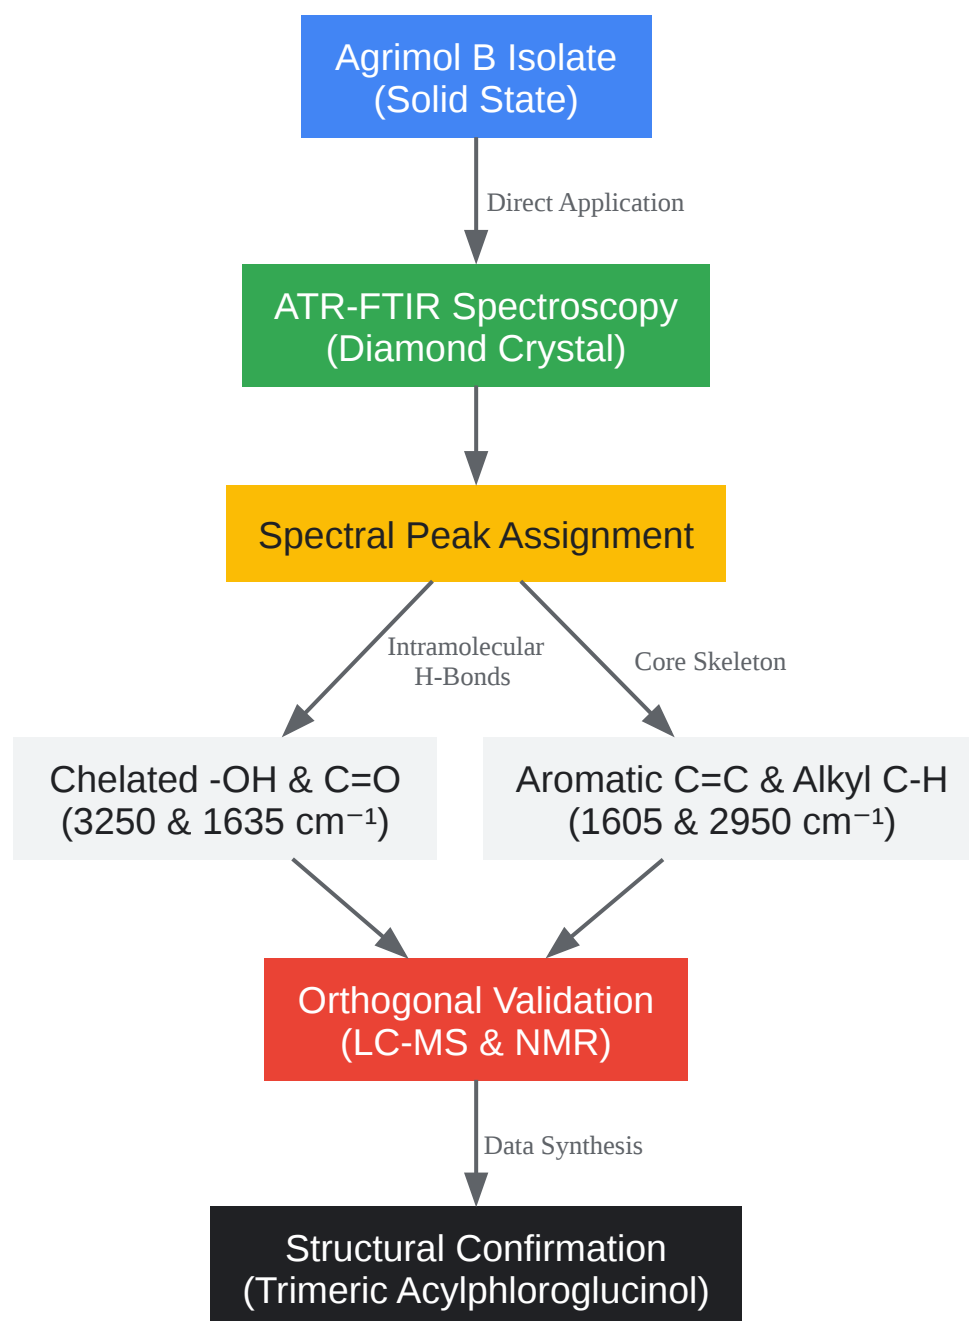 Agrimol B Isolate
(Solid State)
Direct Application
ATR-FTIR Spectroscopy
(Diamond Crystal)
Spectral Peak Assignment
Intramolecular
H-Bonds
Core Skeleton
Chelated -OH & C=O
(3250 & 1635 cm⁻¹)
Aromatic C=C & Alkyl C-H
(1605 & 2950 cm⁻¹)
Orthogonal Validation
(LC-MS & NMR)
Data Synthesis
Structural Confirmation
(Trimeric Acylphloroglucinol)